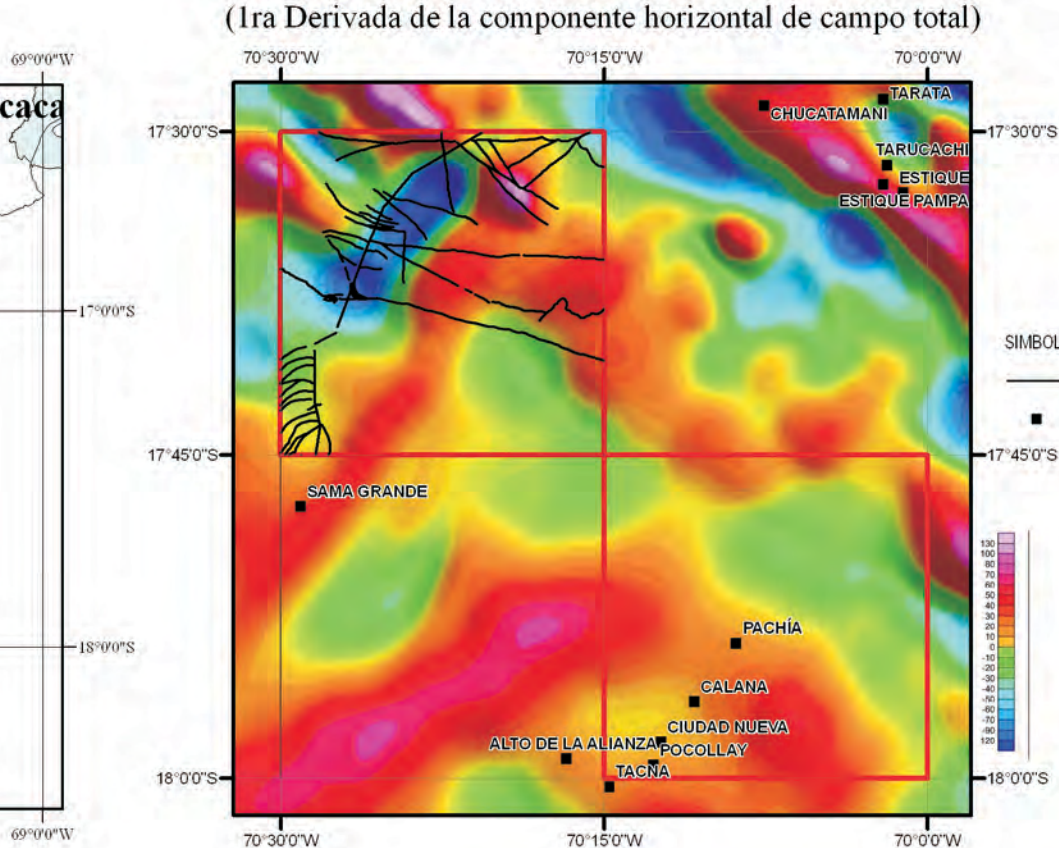 (1ra Derivada de la componente horizontal de campo total)
69°0'0"W
70°30'0"W
70°15'0"W
70°0'0"W
caca
TARATA
CHUCATAMANI
17°30'0"S
17°30'0"S
TARUCACHI
ESTIQUE
ESTIQUE PAMPA
17°0'0"S
SIMBOL
17°45'0"S
17°45'0"S
SAMA GRANDE
130
100
80
70
60
50
40
30
20
10
0
-10
-20
-30
-40
-50
-60
-70
-90
120
PACHÍA
18°0'0"S
CALANA
CIUDAD NUEVA
ALTO DE LA ALIANZA
POCOLLAY
TACNA
18°0'0"S
18°0'0"S
69°0'0"W
70°30'0"W
70°15'0"W
70°0'0"W